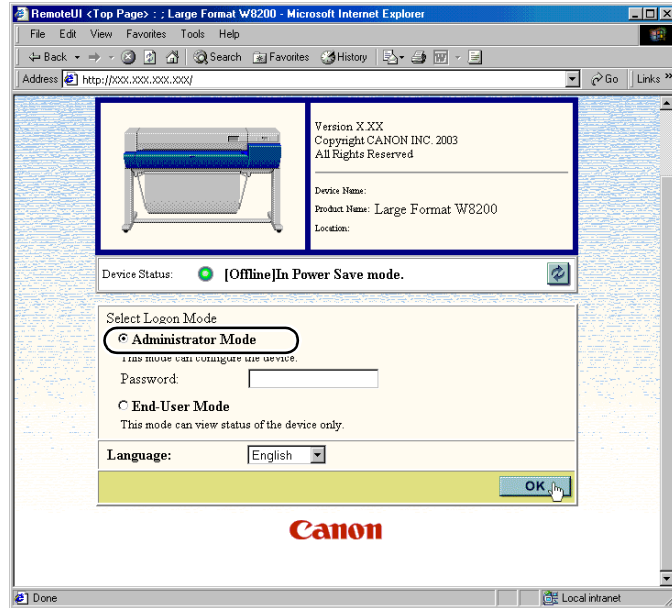 RemoteUI <Top Page> : ; Large Format W8200 - Microsoft Internet Explorer
File Edit View Favorites Tools Help
Back Search Favorites History
Address http://XXX.XXX.XXX.XXX/ Go Links »
Version X.XX
Copyright CANON INC. 2003
All Rights Reserved
Device Name:
Product Name: Large Format W8200
Location:
Device Status: [Offline]In Power Save mode.
Select Logon Mode
Administrator Mode
This mode can configure the device.
Password:
End-User Mode
This mode can view status of the device only.
Language: English
OK
Canon
Done Local intranet